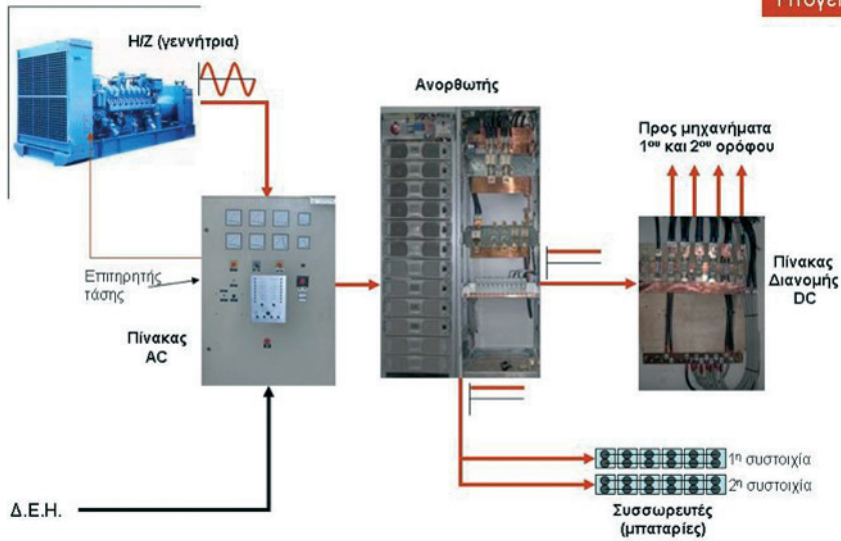 Η/Ζ (γεννήτρια)
Ανορθωτής
Προς μηχανήματα
1ου και 2ου ορόφου
Επιτηρητής
τάσης
Πίνακας
AC
Πίνακας
Διανομής
DC
1η συστοιχία
2η συστοιχία
Συσσωρευτές
(μπαταρίες)
Δ.Ε.Η.